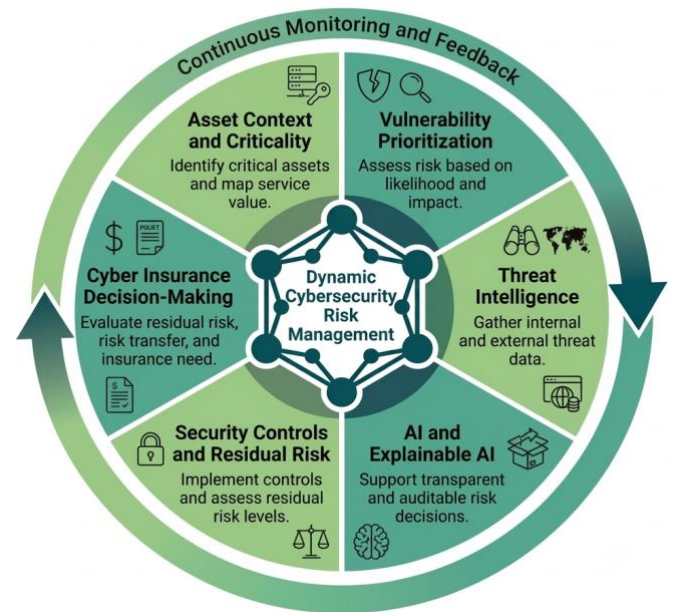 Continuous Monitoring and Feedback
Asset Context
and Criticality
Identify critical assets
and map service
value.
Vulnerability
Prioritization
Assess risk based on
likelihood and
impact.
Threat
Intelligence
Gather internal
and external threat
data.
AI and
Explainable AI
Support transparent
and auditable risk
decisions.
Security Controls
and Residual Risk
Implement controls
and assess residual
risk levels.
$
Cyber Insurance
Decision-Making
Evaluate residual risk,
risk transfer, and
insurance need.
$
Dynamic
Cybersecurity
Risk
Management